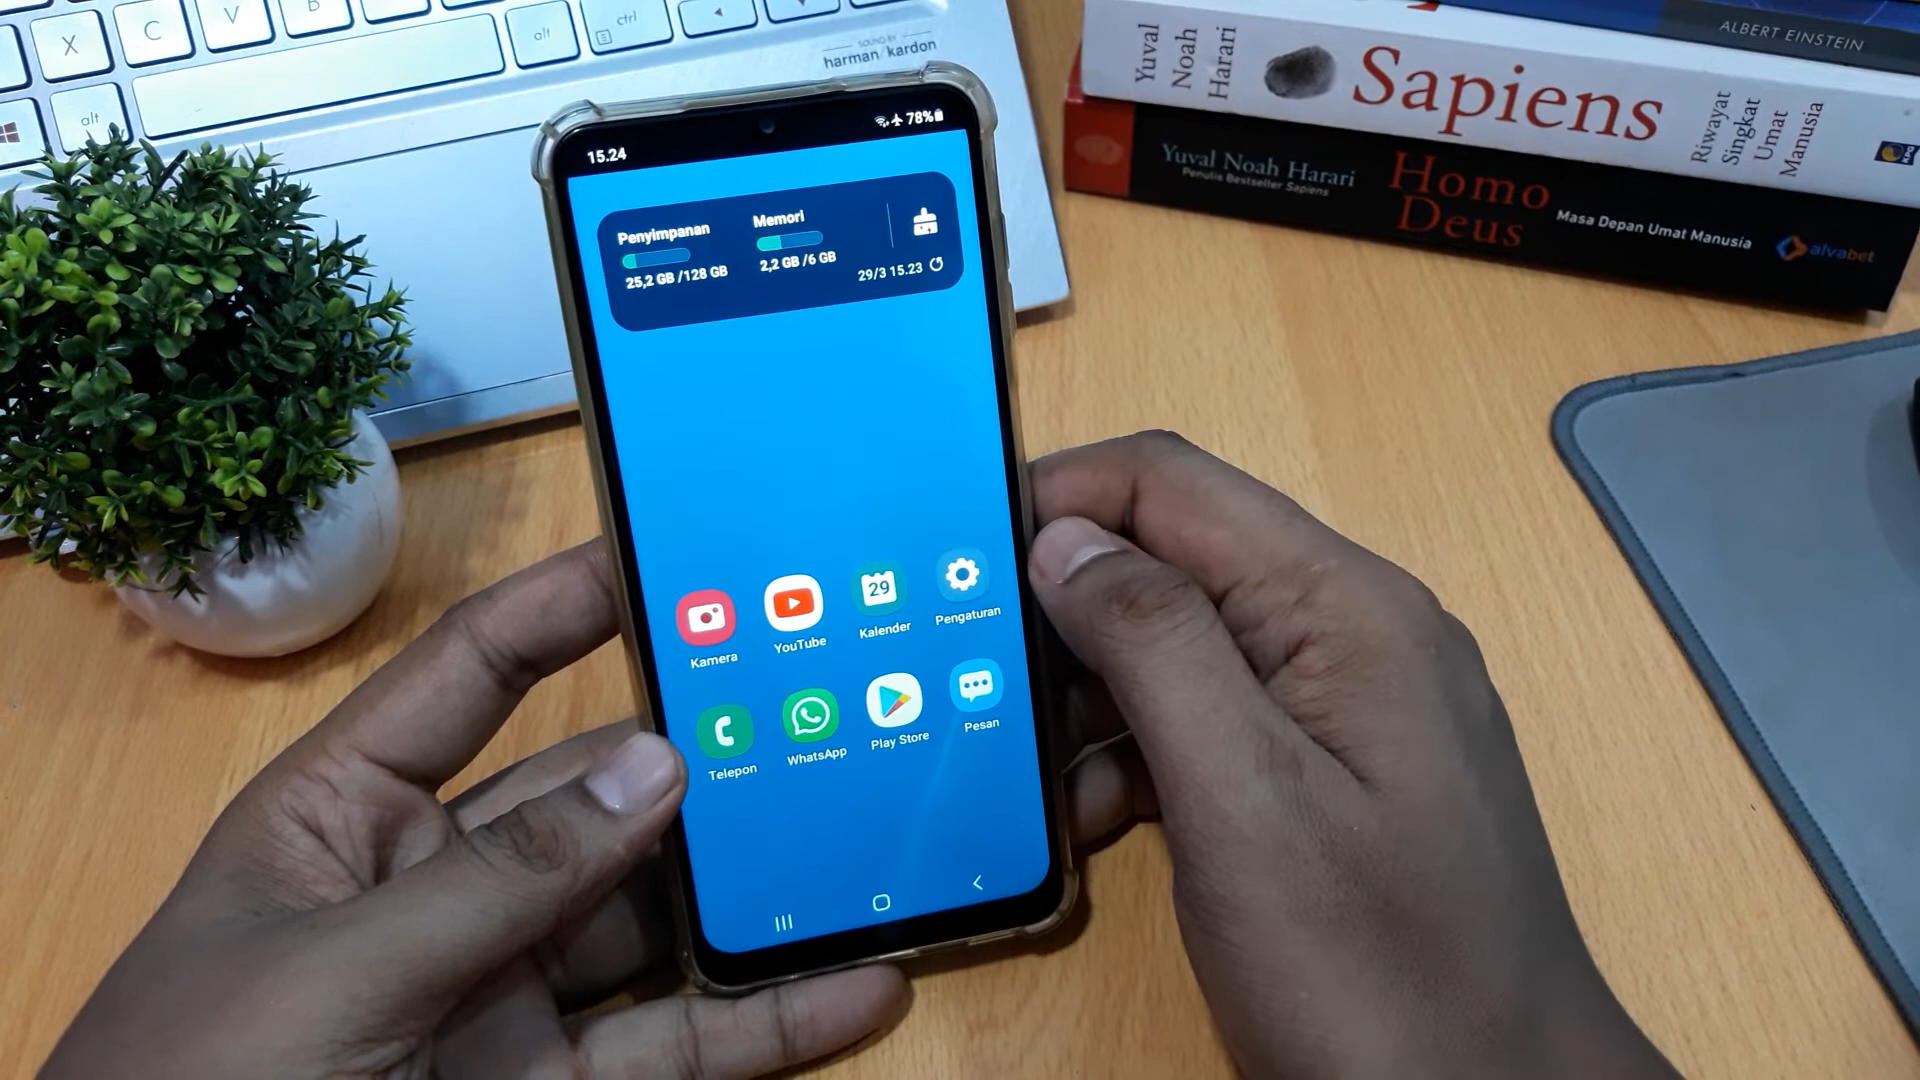 X
C
V
B
alt
ctrl
alt
SOUND BY
harman/kardon
15.24
78%
Penyimpanan
25,2 GB /128 GB
Memori
2,2 GB /6 GB
29/3 15.23
Kamera
YouTube
29
Kalender
Pengaturan
Telepon
WhatsApp
Play Store
Pesan
ALBERT EINSTEIN
Yuval
Noah
Harari
Sapiens
Riwayat
Singkat
Umat
Manusia
KPG
Yuval Noah Harari
Penulis Bestseller Sapiens
Homo
Deus
Masa Depan Umat Manusia
alvabet